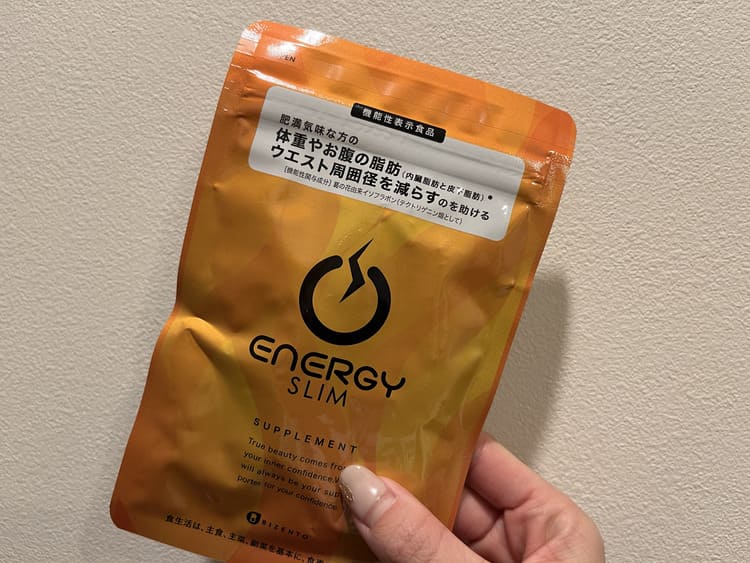 機能性表示食品
肥満気味な方の
体重やお腹の脂肪(内臓脂肪と皮下脂肪)*
ウエスト周囲径を減らすのを助ける
[機能性関与成分] 葛の花由来イソフラボン(テクトリゲニン類として)
ENERGY
SLIM
SUPPLEMENT
True beauty comes from
your inner confidence.
will always be your sup
porter for your confidence
BIZENTO
食生活は、主食、主菜、副菜を基本に、食